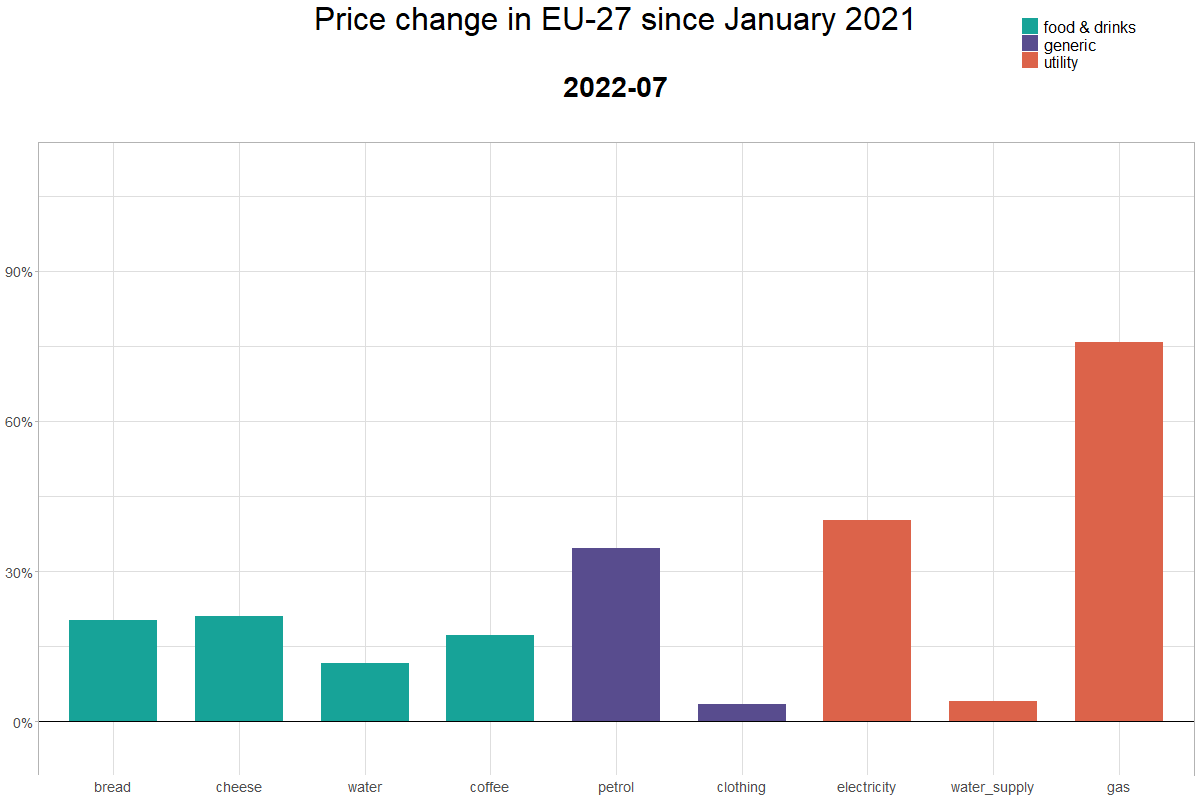 Price change in EU-27 since January 2021
food & drinks
generic
utility
2022-07
90%
60%
30%
0%
bread cheese water coffee petrol clothing electricity water_supply gas